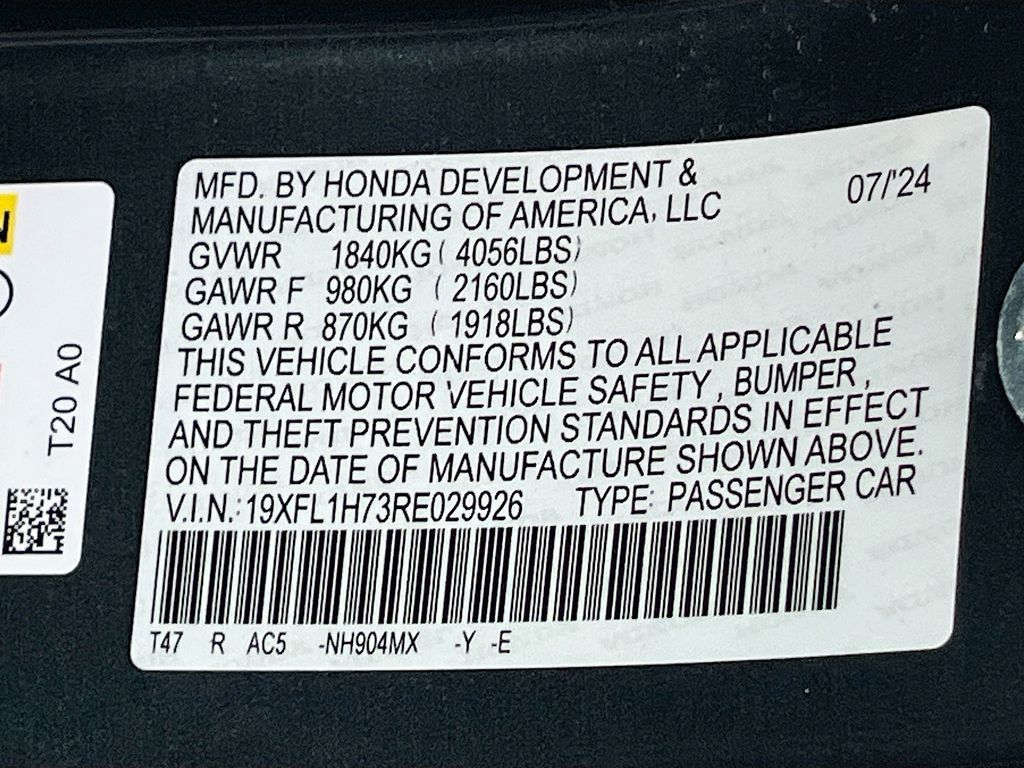 MFD. BY HONDA DEVELOPMENT &
MANUFACTURING OF AMERICA, LLC
07/'24
GVWR 1840KG ( 4056LBS)
GAWR F 980KG ( 2160LBS)
GAWR R 870KG ( 1918LBS)
THIS VEHICLE CONFORMS TO ALL APPLICABLE
FEDERAL MOTOR VEHICLE SAFETY, BUMPER,
AND THEFT PREVENTION STANDARDS IN EFFECT
ON THE DATE OF MANUFACTURE SHOWN ABOVE.
V.I.N.: 19XFL1H73RE029926 TYPE: PASSENGER CAR
T47 R AC5 -NH904MX -Y -E
T20 A0